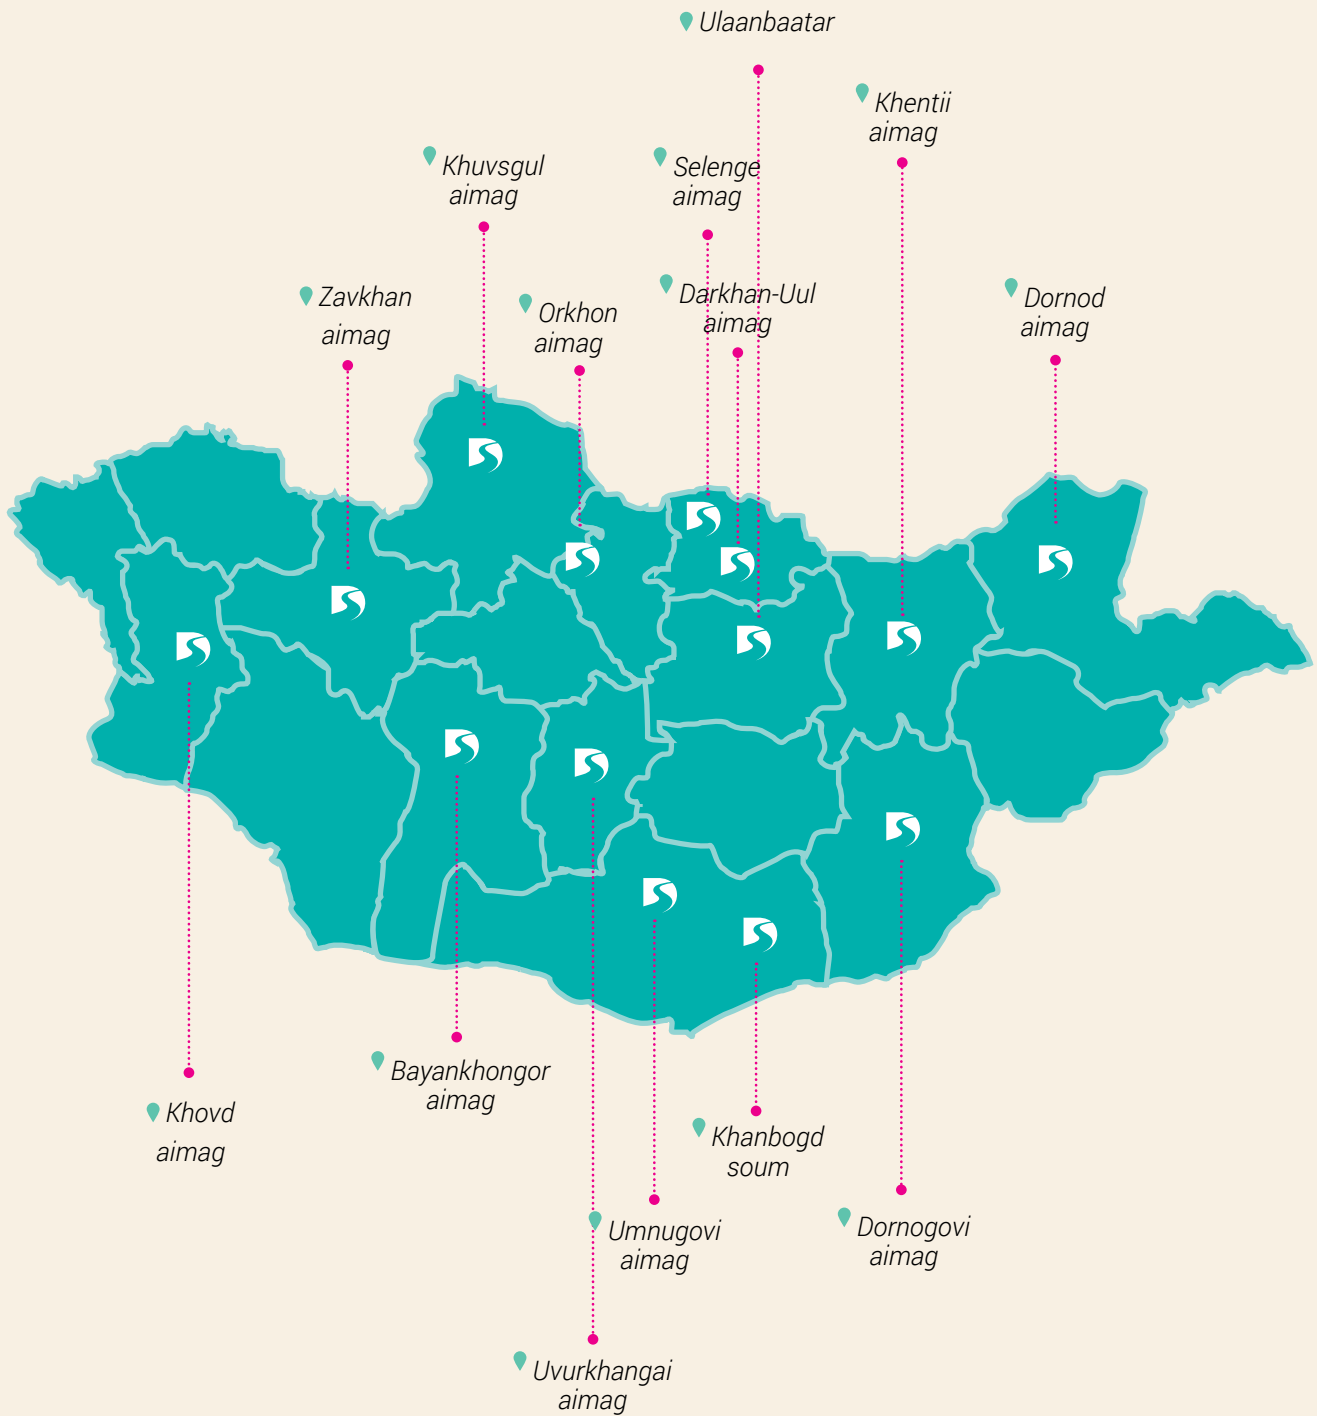 Ulaanbaatar
Khentii
aimag
Khuvsgul
aimag
Selenge
aimag
Zavkhan
aimag
Orkhon
aimag
Darkhan-Uul
aimag
Dornod
aimag
Bayankhongor
aimag
Khovd
aimag
Khanbogd
soum
Umnugovi
aimag
Dornogovi
aimag
Uvurkhangai
aimag